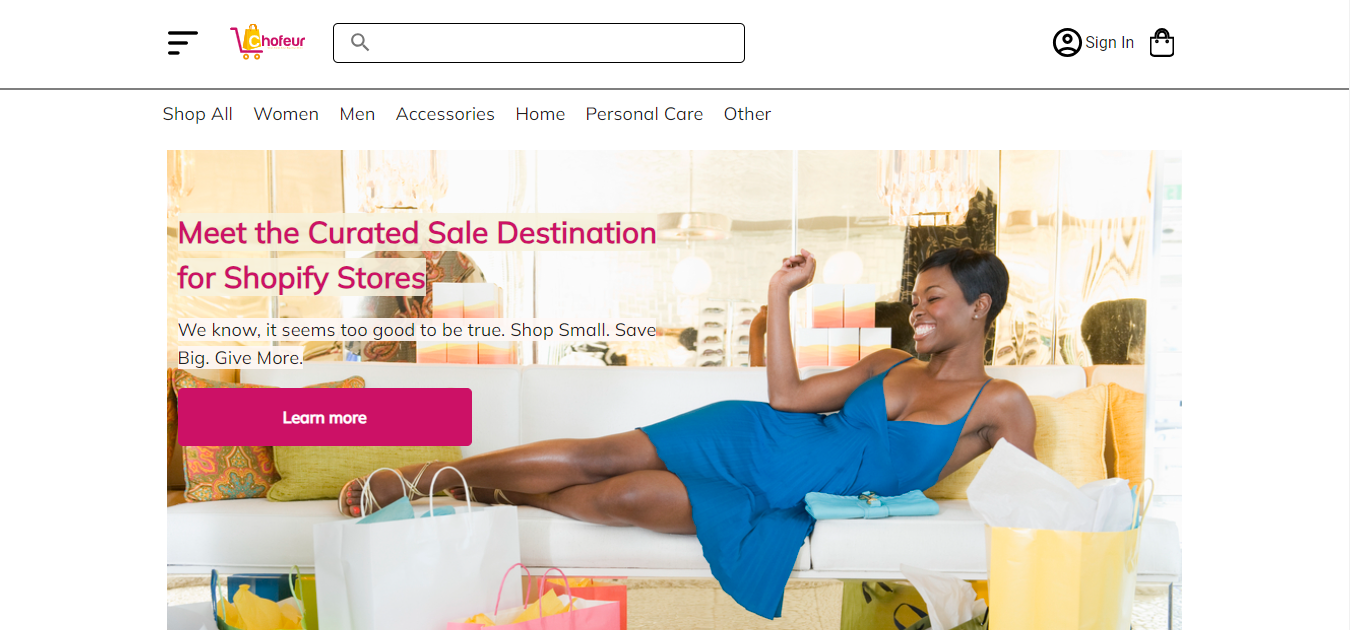 Chofeur
Sign In
Shop All Women Men Accessories Home Personal Care Other
Meet the Curated Sale Destination
for Shopify Stores
We know, it seems too good to be true. Shop Small. Save
Big. Give More.
Learn more